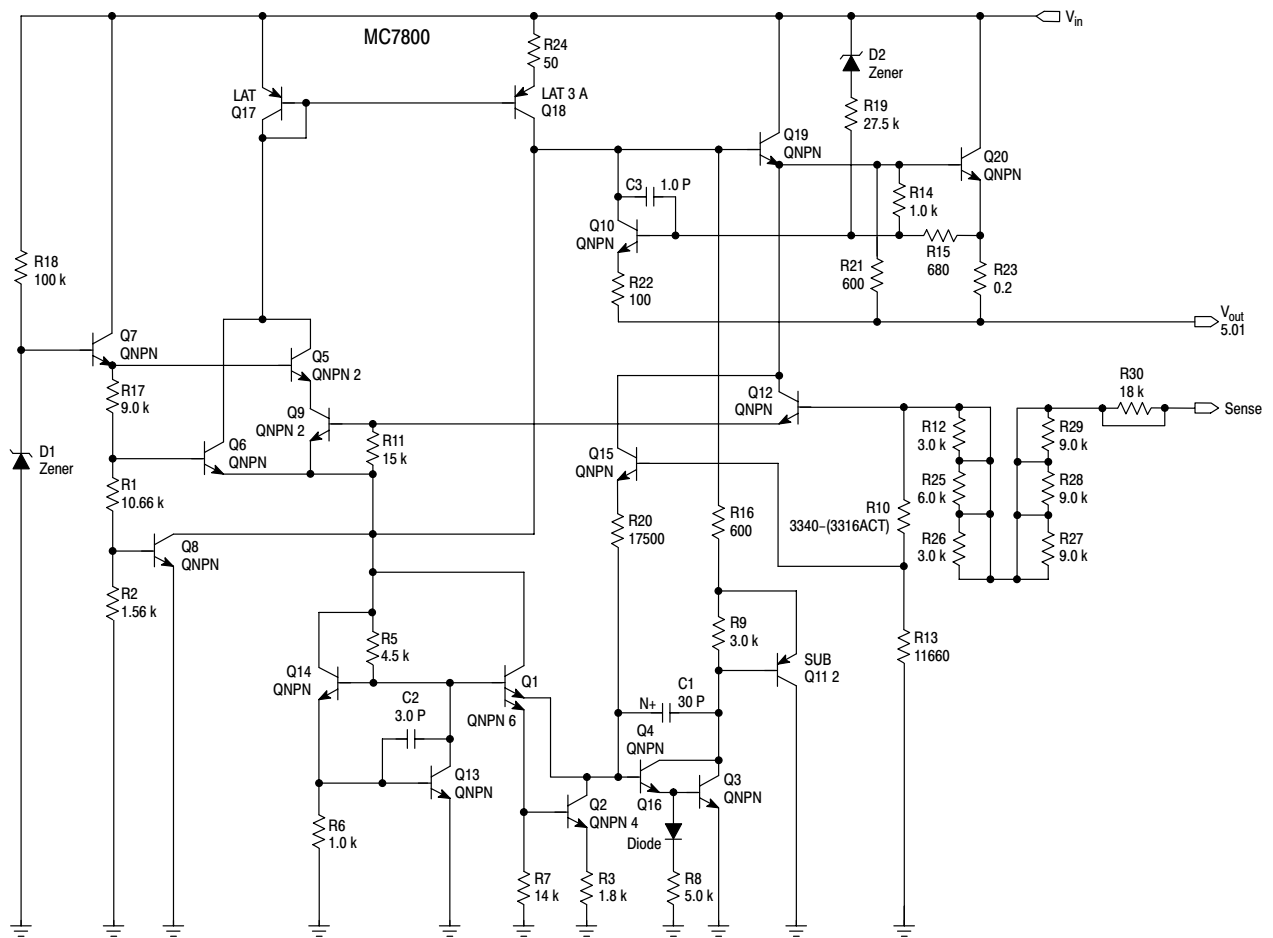 MC7800
Vin
R24
50
D2
Zener
LAT
Q17
LAT 3 A
Q18
R19
27.5 k
Q19
QNPN
Q20
QNPN
C3
1.0 P
R14
1.0 k
Q10
QNPN
R18
100 k
R15
680
R21
600
R23
0.2
R22
100
Vout
5.01
Q7
QNPN
Q5
QNPN 2
R17
9.0 k
R30
18 k
Sense
Q12
QNPN
Q9
QNPN 2
R12
3.0 k
R29
9.0 k
Q6
QNPN
R11
15 k
D1
Zener
Q15
QNPN
R1
10.66 k
R25
6.0 k
R28
9.0 k
R10
3340-(3316ACT)
R20
17500
R16
600
R26
3.0 k
R27
9.0 k
Q8
QNPN
R2
1.56 k
R9
3.0 k
R5
4.5 k
R13
11660
SUB
Q11 2
Q14
QNPN
Q1
QNPN 6
C2
3.0 P
N+
C1
30 P
Q4
QNPN
Q13
QNPN
Q3
QNPN
Q16
Q2
QNPN 4
R6
1.0 k
Diode
R7
14 k
R3
1.8 k
R8
5.0 k